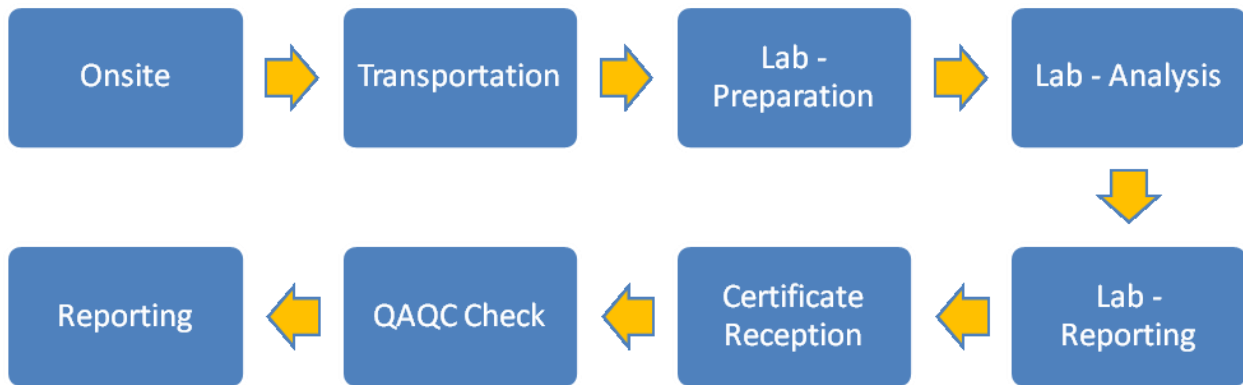 Onsite
Transportation
Lab -
Preparation
Lab - Analysis
Lab -
Reporting
Certificate
Reception
QAQC Check
Reporting